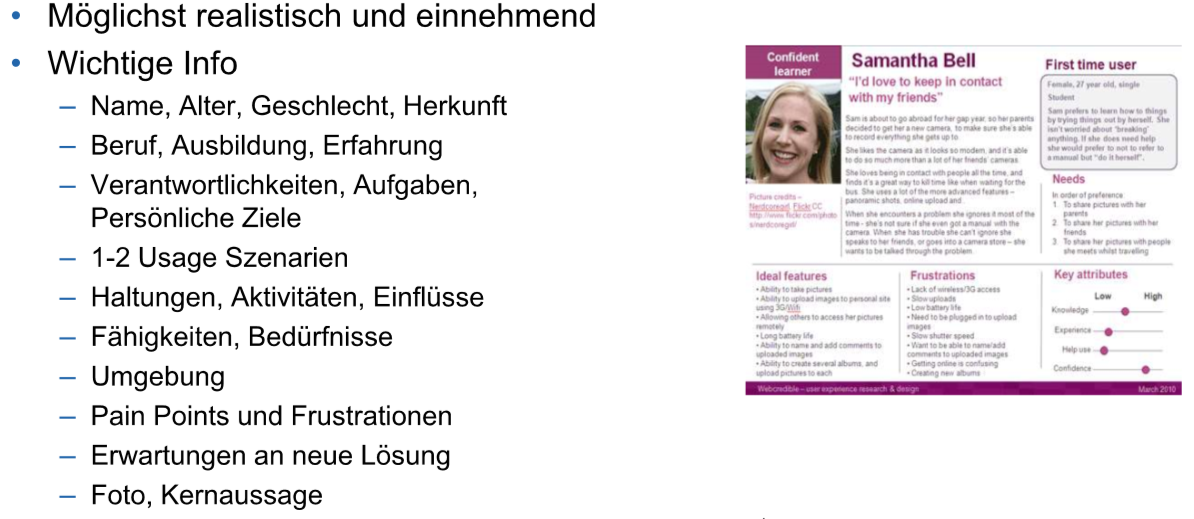 • Möglichst realistisch und einnehmend
• Wichtige Info
– Name, Alter, Geschlecht, Herkunft
– Beruf, Ausbildung, Erfahrung
– Verantwortlichkeiten, Aufgaben,
Persönliche Ziele
– 1-2 Usage Szenarien
– Haltungen, Aktivitäten, Einflüsse
– Fähigkeiten, Bedürfnisse
– Umgebung
– Pain Points und Frustrationen
– Erwartungen an neue Lösung
– Foto, Kernaussage
Confident
learner
Picture credits –
Nerdcoregirl, Flickr CC
http://www.flickr.com/photo
s/nerdcoregirl/
Samantha Bell
"I'd love to keep in contact
with my friends"
Sam is about to go abroad for her gap year, so her parents
decided to get her a new camera, to make sure she's able
to record everything she gets up to.
She likes the camera as it looks so modern, and it's able
to do so much more than a lot of her friends' cameras.
She loves being in contact with people all the time, and
finds it's a great way to kill time like when waiting for the
bus. She uses a lot of the more advanced features –
panoramic shots, online upload and
When she encounters a problem she ignores it most of the
time - she's not sure if she even got a manual with the
camera. When she has trouble she can't ignore she
speaks to her friends, or goes into a camera store – she
wants to be talked through the problem.
First time user
Female, 27 year old, single
Student
Sam prefers to learn how to things
by trying things out by herself. She
isn't worried about 'breaking'
anything. If she does need help
she would prefer to not to refer to
a manual but "do it herself".
Needs
In order of preference
1. To share pictures with her
parents
2. To share pictures with her
friends
3. To share pictures with people
she meets whilst travelling
Ideal features
• Ability to take pictures
• Ability to upload images to personal site
using 3G/Wifi
• Allowing others to access her pictures
remotely
• Long battery life
• Ability to name and add comments to
uploaded images
• Ability to create several albums, and
upload pictures to each
Frustrations
• Lack of wireless/3G access
• Slow uploads
• Low battery life
• Need to be plugged in to upload
images
• Slow shutter speed
• Want to be able to name/add
comments to uploaded images
• Getting online is confusing
• Creating new albums
Key attributes
Low High
Knowledge
Experience
Help use
Confidence
Webcredible – user experience research & design March 2010